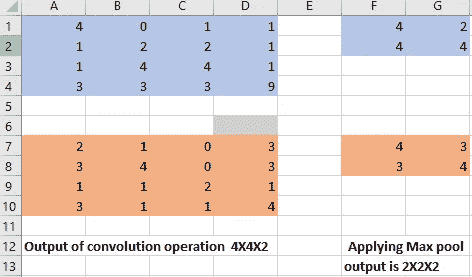 A B C D E F G
1 4 0 1 1 4 2
2 1 2 2 1 4 4
3 1 4 4 1
4 3 3 3 9
5
6
7 2 1 0 3 4 3
8 3 4 0 3 3 4
9 1 1 2 1
10 3 1 1 4
11
12 Output of convolution operation 4X4X2 Applying Max pool
13 output is 2X2X2